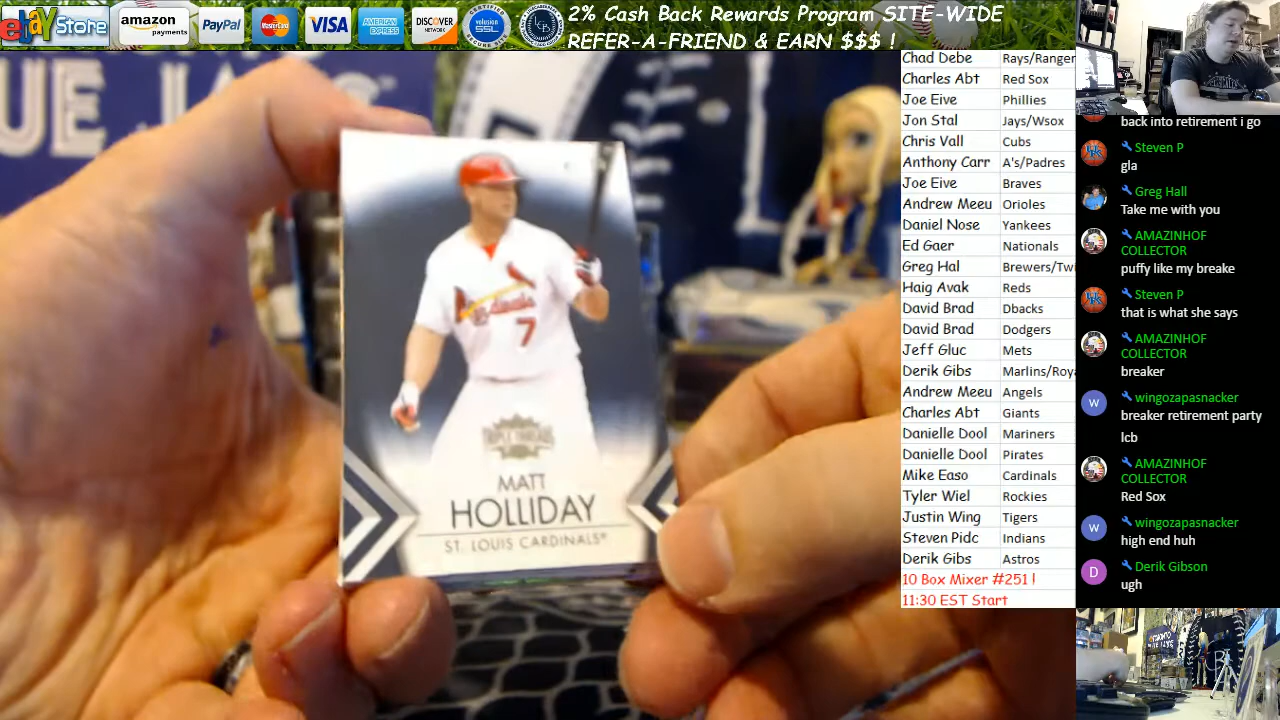 ebay Store
amazon payments
PayPal
MasterCard
VISA
AMERICAN EXPRESS
DISCOVER NETWORK
volusion SSL
LCB
2% Cash Back Rewards Program SITE-WIDE
REFER-A-FRIEND & EARN $$$ !
Chad Debe Rays/Ranger
Charles Abt Red Sox
Joe Eive Phillies
Jon Stal Jays/Wsox
Chris Vall Cubs
Anthony Carr A's/Padres
Joe Eive Braves
Andrew Meeu Orioles
Daniel Nose Yankees
Ed Gaer Nationals
Greg Hal Brewers/Twi
Haig Avak Reds
David Brad Dbacks
David Brad Dodgers
Jeff Gluc Mets
Derik Gibs Marlins/Roya
Andrew Meeu Angels
Charles Abt Giants
Danielle Dool Mariners
Danielle Dool Pirates
Mike Easo Cardinals
Tyler Wiel Rockies
Justin Wing Tigers
Steven Pidc Indians
Derik Gibs Astros
10 Box Mixer #251 !
11:30 EST Start
back into retirement i go
Steven P
gla
Greg Hall
Take me with you
AMAZINHOF
COLLECTOR
puffy like my breake
Steven P
that is what she says
AMAZINHOF
COLLECTOR
breaker
wingozapasnacker
breaker retirement party
lcb
AMAZINHOF
COLLECTOR
Red Sox
wingozapasnacker
high end huh
Derik Gibson
ugh
Cardinals
7
TRIPLE THREADS
MATT
HOLLIDAY
ST. LOUIS CARDINALS